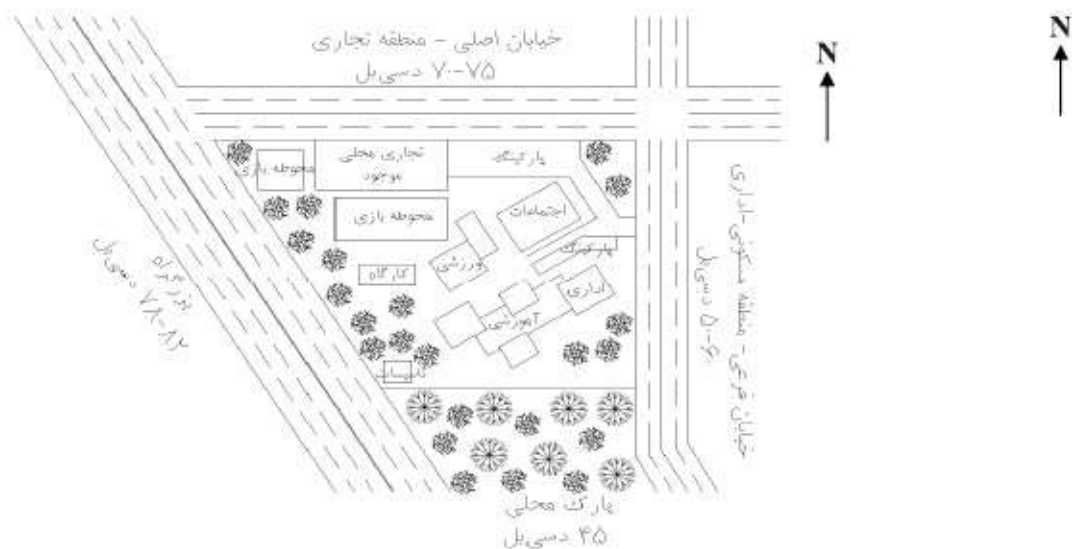 خیابان اصلی - منطقه تجاری
۷۰-۷۵ دسی‌بل
N
N
تجاری محلی
موجود
پارکینگ
محوطه بازی
محوطه بازی
اجتماعات
پارکینگ
ورزشی
کارگاه
اداری
آموزشی
تاسیسات
خیابان فرعی - منطقه مسکونی-اداری
۵۰-۶۰ دسی‌بل
۷۸-۸۲ دسی‌بل
پارک محلی
۴۵ دسی‌بل